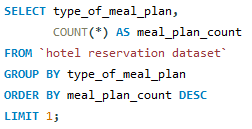 SELECT type_of_meal_plan,
COUNT(*) AS meal_plan_count
FROM `hotel reservation dataset`
GROUP BY type_of_meal_plan
ORDER BY meal_plan_count DESC
LIMIT 1;